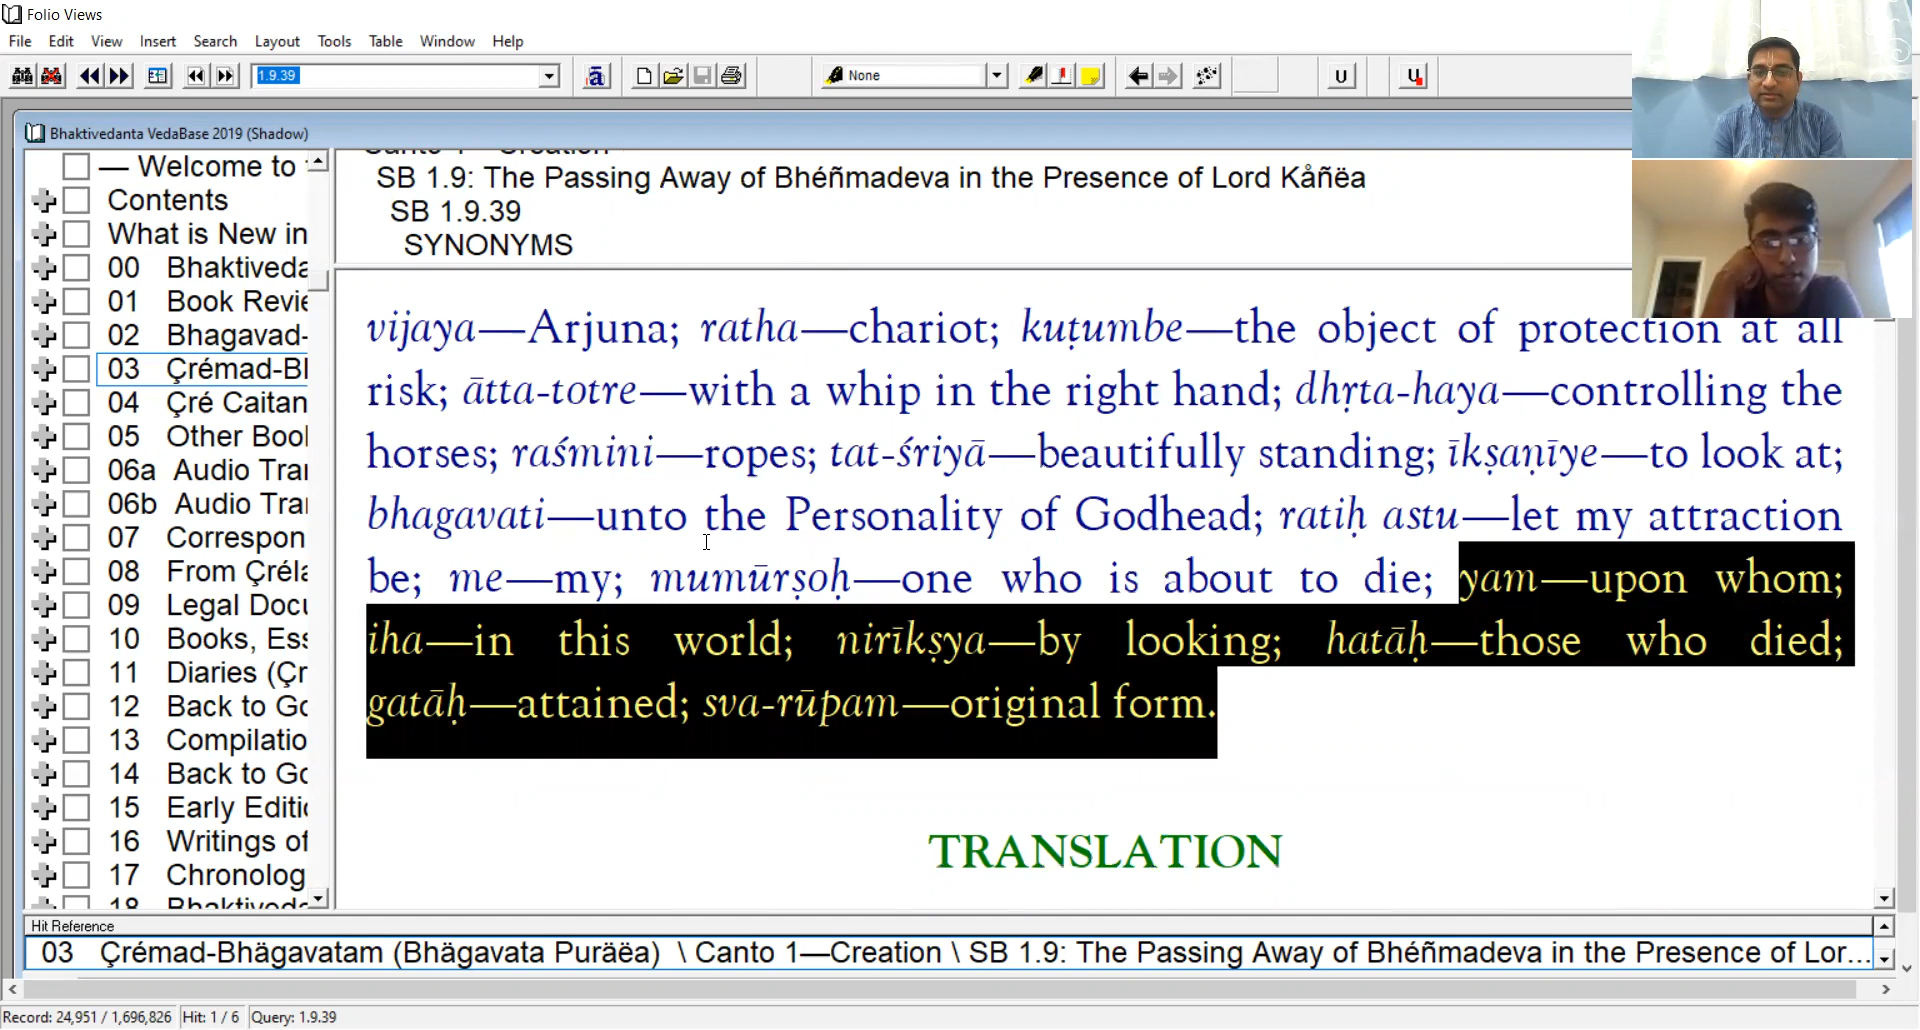 Folio Views
File Edit View Insert Search Layout Tools Table Window Help
1.9.39
None
U
Bhaktivedanta VedaBase 2019 (Shadow)
— Welcome to
Contents
What is New in
00 Bhaktiveda
01 Book Revie
02 Bhagavad-
03 Çrémad-Bl
04 Çré Caitan
05 Other Bool
06a Audio Trai
06b Audio Trai
07 Correspon
08 From Çréla
09 Legal Docu
10 Books, Ess
11 Diaries (Çr
12 Back to Go
13 Compilatio
14 Back to Go
15 Early Editio
16 Writings of
17 Chronolog
18 Bhaktiveda
Canto 1—Creation
SB 1.9: The Passing Away of Bhéñmadeva in the Presence of Lord Kåñëa
SB 1.9.39
SYNONYMS
vijaya—Arjuna; ratha—chariot; kuṭumbe—the object of protection at all
risk; ātta-totre—with a whip in the right hand; dhṛta-haya—controlling the
horses; raśmini—ropes; tat-śriyā—beautifully standing; īkṣaṇīye—to look at;
bhagavati—unto the Personality of Godhead; ratiḥ astu—let my attraction
be; me—my; mumūrṣoḥ—one who is about to die; yam—upon whom;
iha—in this world; nirīkṣya—by looking; hatāḥ—those who died;
gatāḥ—attained; sva-rūpam—original form.
TRANSLATION
Hit Reference
03 Çrémad-Bhägavatam (Bhägavata Puräëa) \ Canto 1—Creation \ SB 1.9: The Passing Away of Bhéñmadeva in the Presence of Lor...
Record: 24,951 / 1,696,826 Hit: 1 / 6 Query: 1.9.39